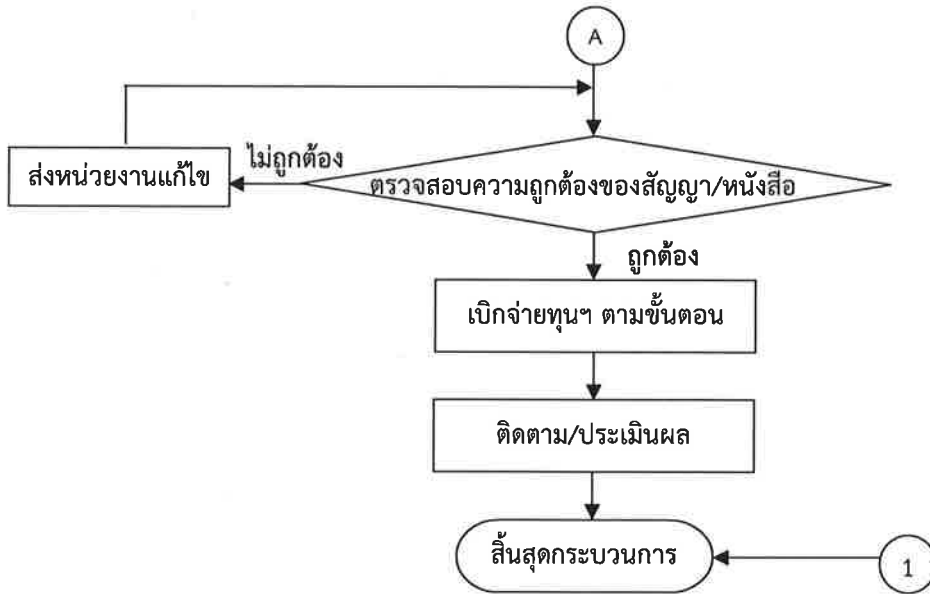 A
ไม่ถูกต้อง
ส่งหน่วยงานแก้ไข
ตรวจสอบความถูกต้องของสัญญา/หนังสือ
ถูกต้อง
เบิกจ่ายทุนฯ ตามขั้นตอน
ติดตาม/ประเมินผล
สิ้นสุดกระบวนการ
1